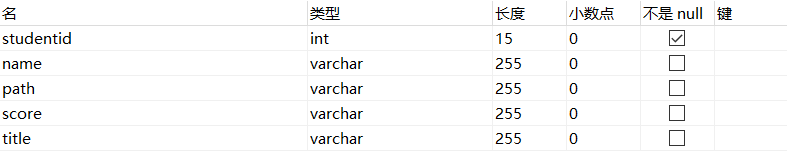 名 类型 长度 小数点 不是 null 键
studentid int 15 0
name varchar 255 0
path varchar 255 0
score varchar 255 0
title varchar 255 0